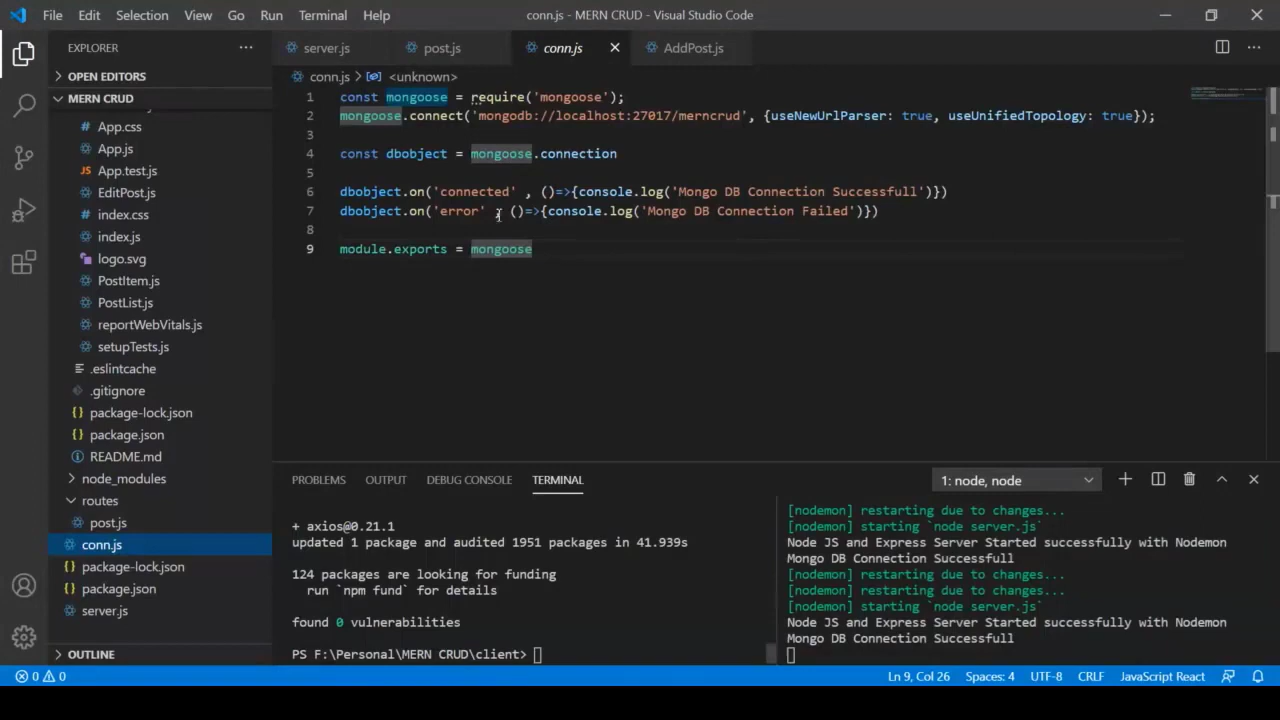 File Edit Selection View Go Run Terminal Help
conn.js - MERN CRUD - Visual Studio Code
EXPLORER
OPEN EDITORS
MERN CRUD
App.css
App.js
App.test.js
EditPost.js
index.css
index.js
logo.svg
PostItem.js
PostList.js
reportWebVitals.js
setupTests.js
.eslintcache
.gitignore
package-lock.json
package.json
README.md
node_modules
routes
post.js
conn.js
package-lock.json
package.json
server.js
OUTLINE
server.js post.js conn.js AddPost.js
conn.js > <unknown>
1 const mongoose = require('mongoose');
2 mongoose.connect('mongodb://localhost:27017/merncrud', {useNewUrlParser: true, useUnifiedTopology: true});
3
4 const dbobject = mongoose.connection
5
6 dbobject.on('connected' , ()=>{console.log('Mongo DB Connection Successfull')})
7 dbobject.on('error' , ()=>{console.log('Mongo DB Connection Failed')})
8
9 module.exports = mongoose
PROBLEMS OUTPUT DEBUG CONSOLE TERMINAL
1: node, node
+ axios@0.21.1
updated 1 package and audited 1951 packages in 41.939s
124 packages are looking for funding
run `npm fund` for details
found 0 vulnerabilities
PS F:\Personal\MERN CRUD\client>
[nodemon] restarting due to changes...
[nodemon] starting `node server.js`
Node JS and Express Server Started successfully with Nodemon
Mongo DB Connection Successfull
[nodemon] restarting due to changes...
[nodemon] restarting due to changes...
[nodemon] starting `node server.js`
Node JS and Express Server Started successfully with Nodemon
Mongo DB Connection Successfull
0 0
Ln 9, Col 26 Spaces: 4 UTF-8 CRLF JavaScript React